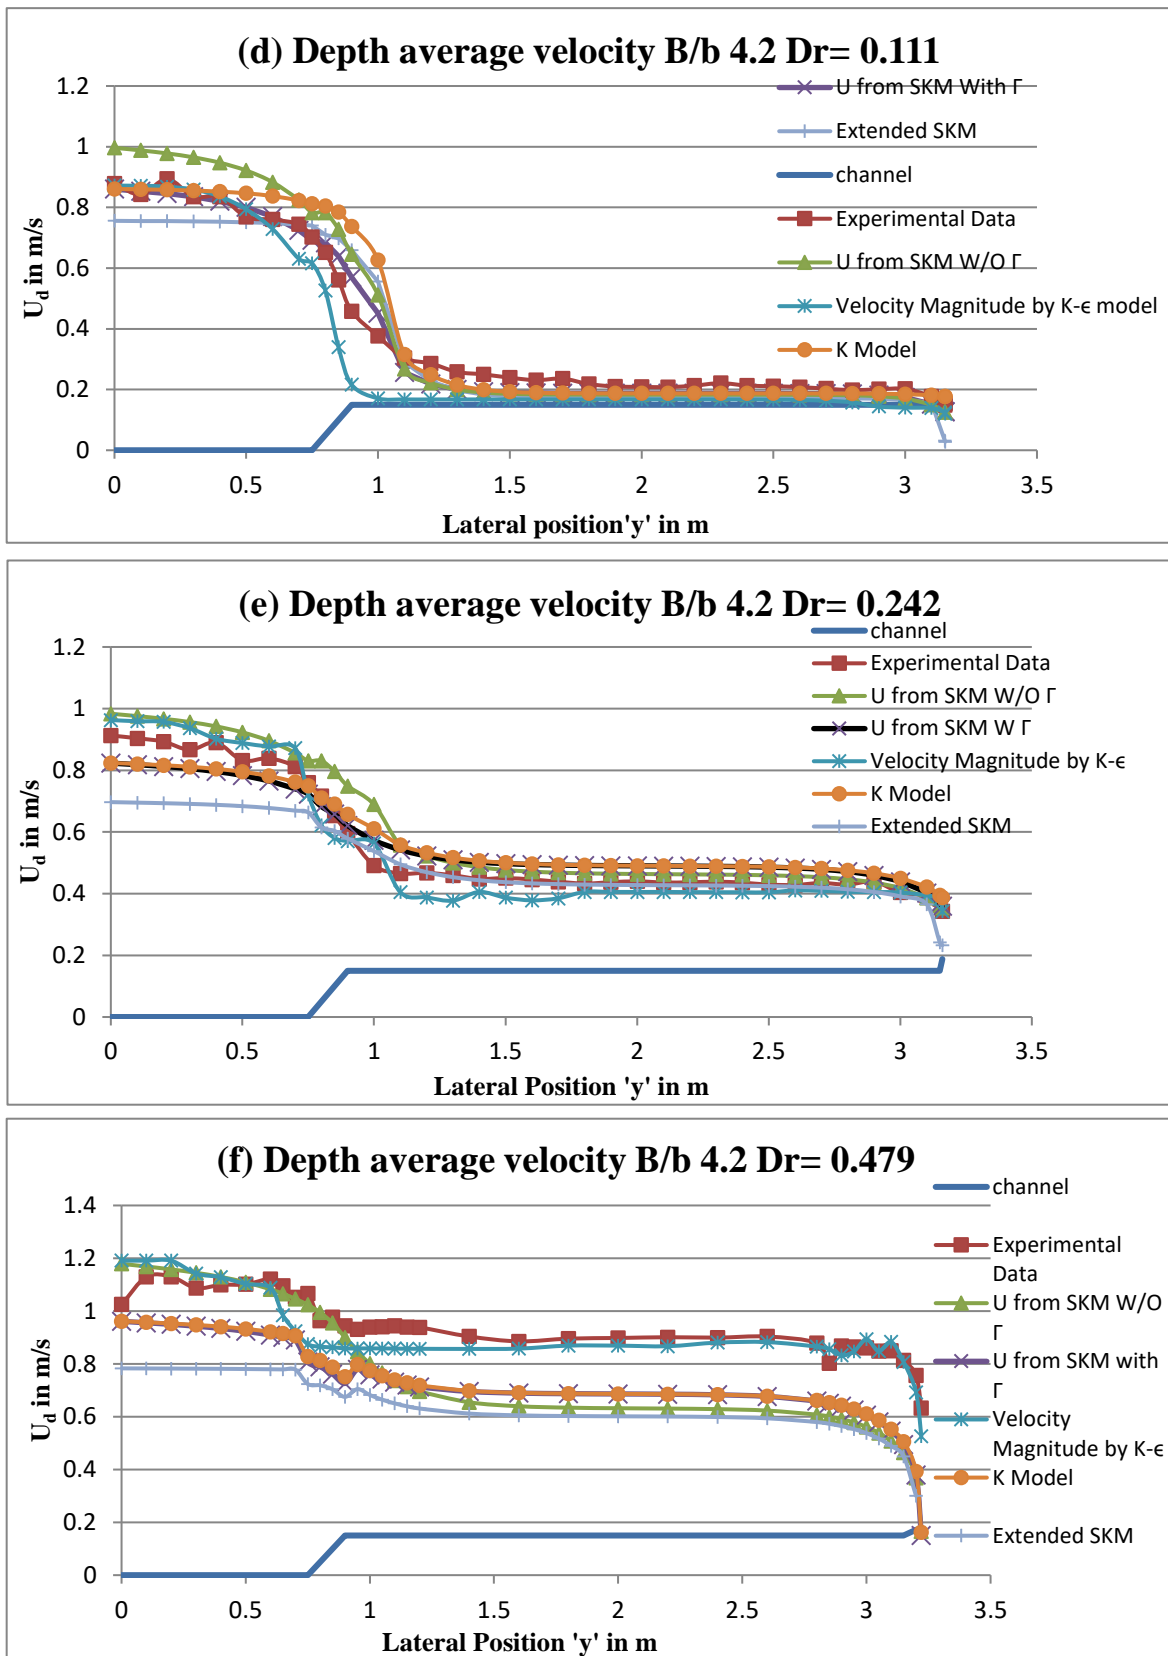 (d) Depth average velocity B/b 4.2 Dr= 0.111
1.2
1
0.8
0.6
0.4
0.2
0
U_d in m/s
0 0.5 1 1.5 2 2.5 3 3.5
Lateral position'y' in m
U from SKM With Γ
Extended SKM
channel
Experimental Data
U from SKM W/O Γ
Velocity Magnitude by K-ϵ model
K Model
(e) Depth average velocity B/b 4.2 Dr= 0.242
1.2
1
0.8
0.6
0.4
0.2
0
U_d in m/s
0 0.5 1 1.5 2 2.5 3 3.5
Lateral Position 'y' in m
channel
Experimental Data
U from SKM W/O Γ
U from SKM W Γ
Velocity Magnitude by K-ϵ
K Model
Extended SKM
(f) Depth average velocity B/b 4.2 Dr= 0.479
1.4
1.2
1
0.8
0.6
0.4
0.2
0
U_d in m/s
0 0.5 1 1.5 2 2.5 3 3.5
Lateral Position 'y' in m
channel
Experimental
Data
U from SKM W/O
Γ
U from SKM with
Γ
Velocity
Magnitude by K-ϵ
K Model
Extended SKM